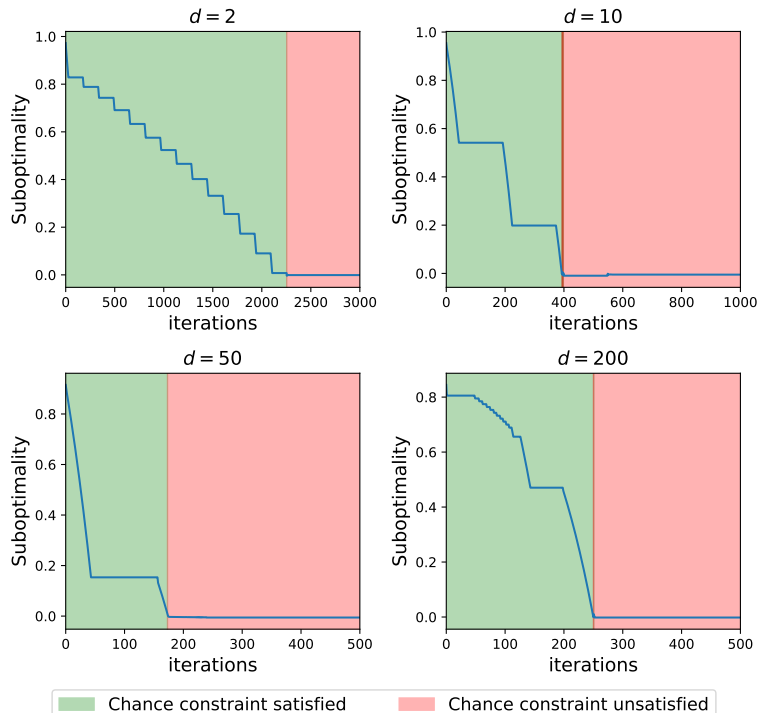 d = 2
d = 10
1.0
0.8
0.6
0.4
0.2
0.0
Suboptimality
0 500 1000 1500 2000 2500 3000
iterations
1.0
0.8
0.6
0.4
0.2
0.0
Suboptimality
0 200 400 600 800 1000
iterations
d = 50
d = 200
0.8
0.6
0.4
0.2
0.0
Suboptimality
0 100 200 300 400 500
iterations
0.8
0.6
0.4
0.2
0.0
Suboptimality
0 100 200 300 400 500
iterations
Chance constraint satisfied
Chance constraint unsatisfied